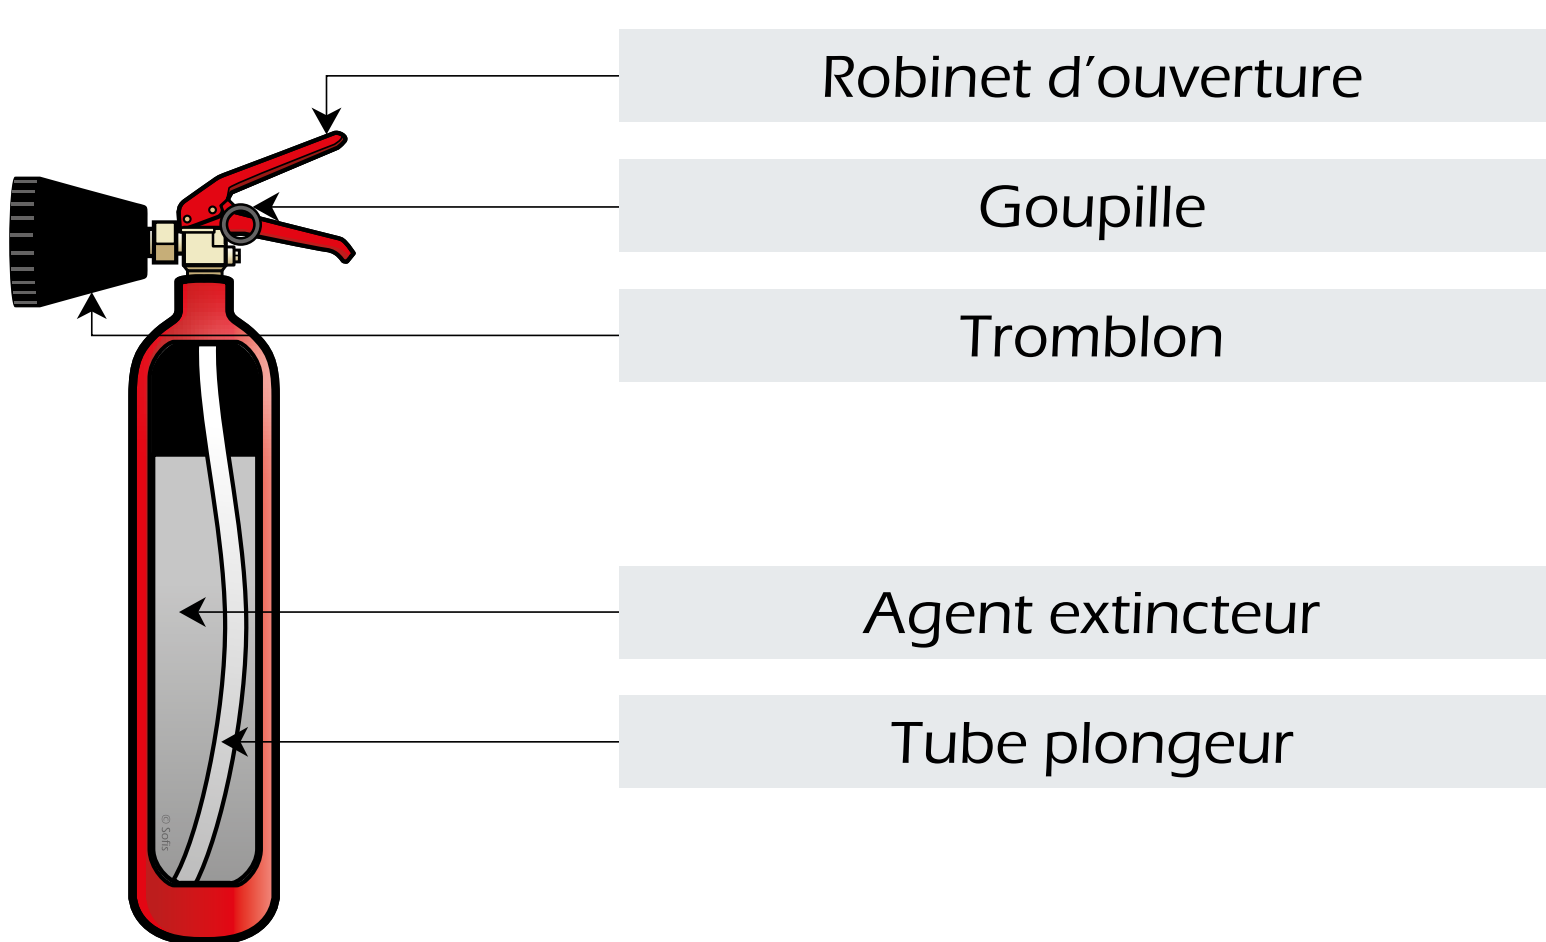 Robinet d’ouverture
Goupille
Tromblon
Agent extincteur
Tube plongeur
© Sofis